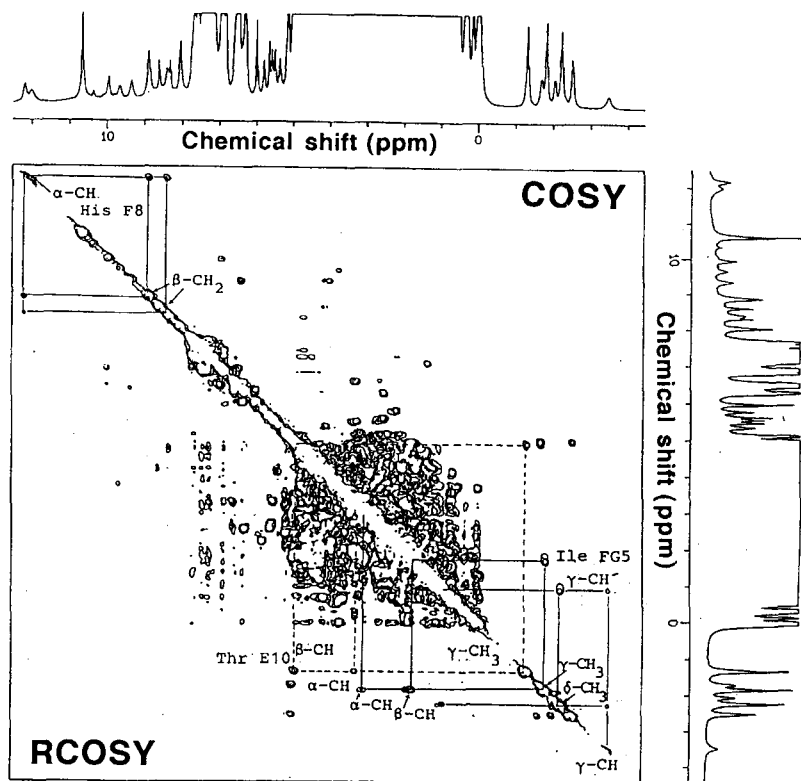 10
0
Chemical shift (ppm)
COSY
α-CH
His F8
β-CH₂
10
Chemical shift (ppm)
0
Ile FG5
γ-CH
Thr E10
β-CH
γ-CH₃
γ-CH₃
δ-CH₃
α-CH
α-CH
β-CH
γ-CH
RCOSY